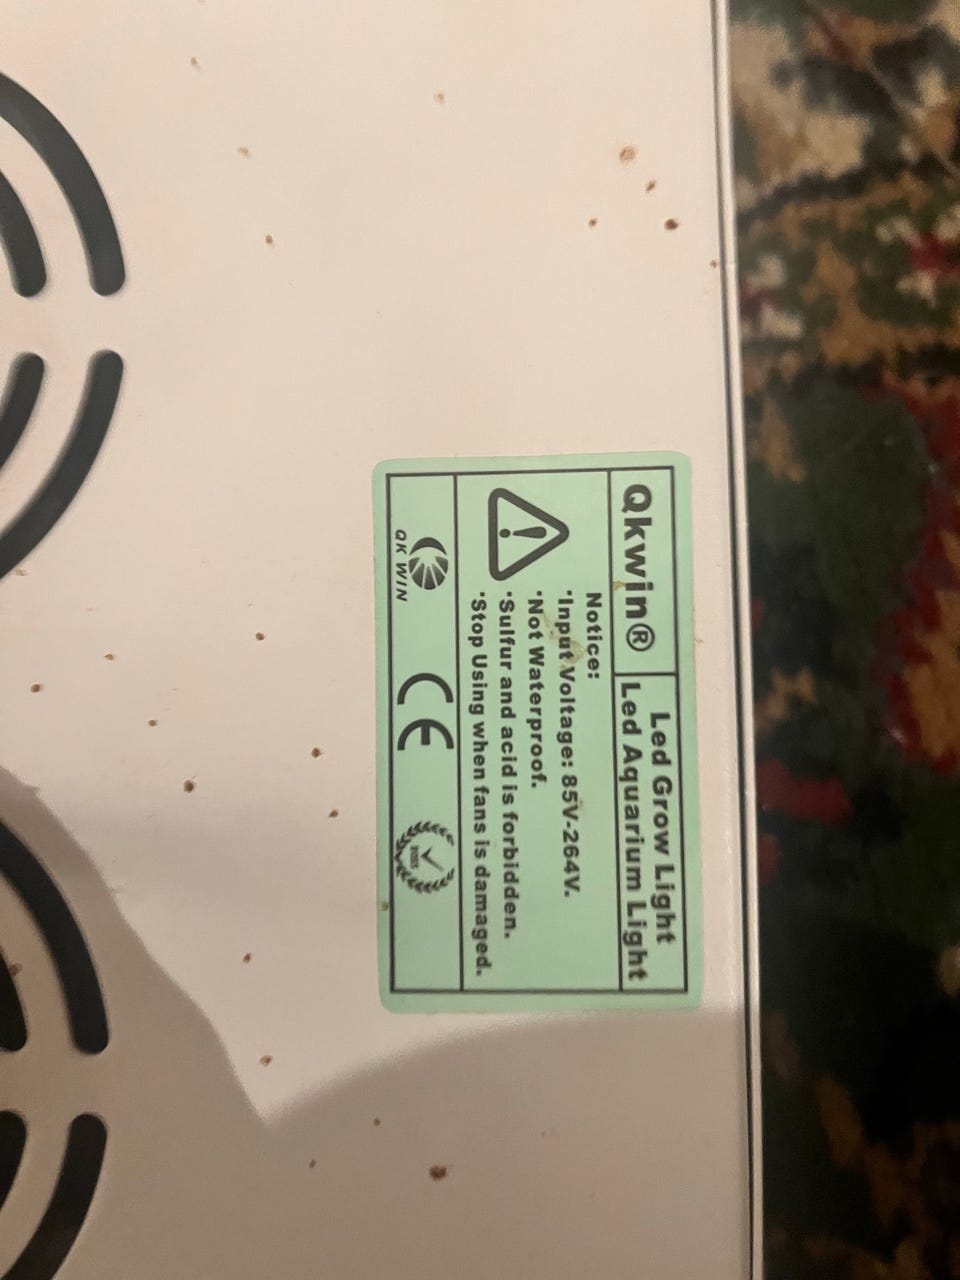 Qkwin®
Led Grow Light
Led Aquarium Light
Notice:
*Input Voltage: 85V-264V.
*Not Waterproof.
*Sulfur and acid is forbidden.
*Stop Using when fans is damaged.
QK WIN
CE